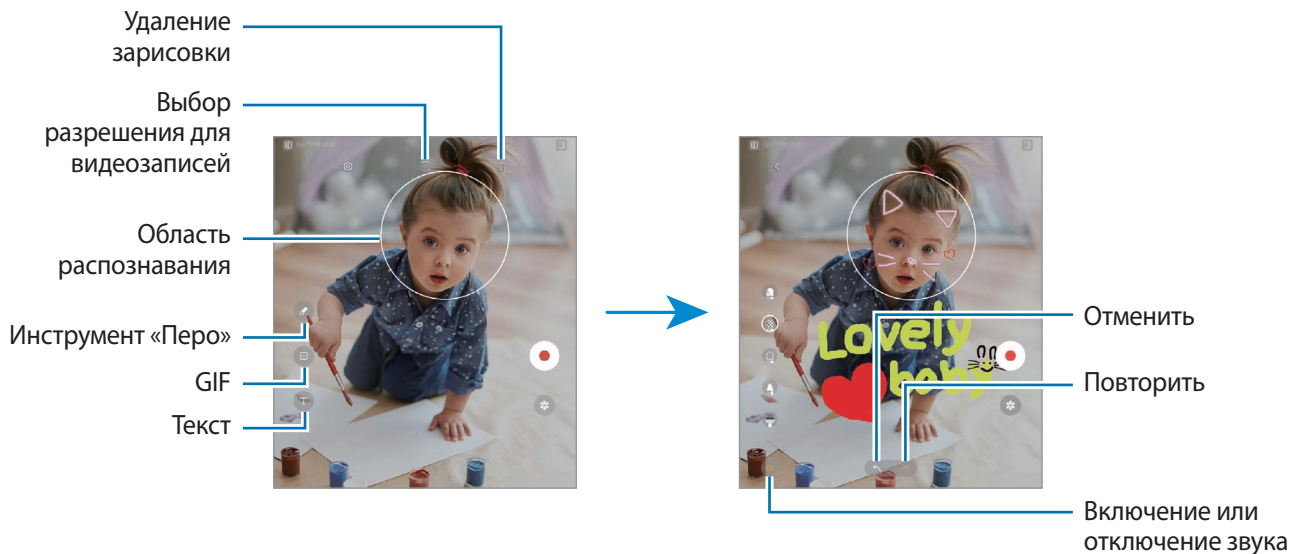 Удаление
зарисовки
Выбор
разрешения для
видеозаписей
Область
распознавания
Инструмент «Перо»
GIF
Текст
Lovely
baby
Отменить
Повторить
Включение или
отключение звука